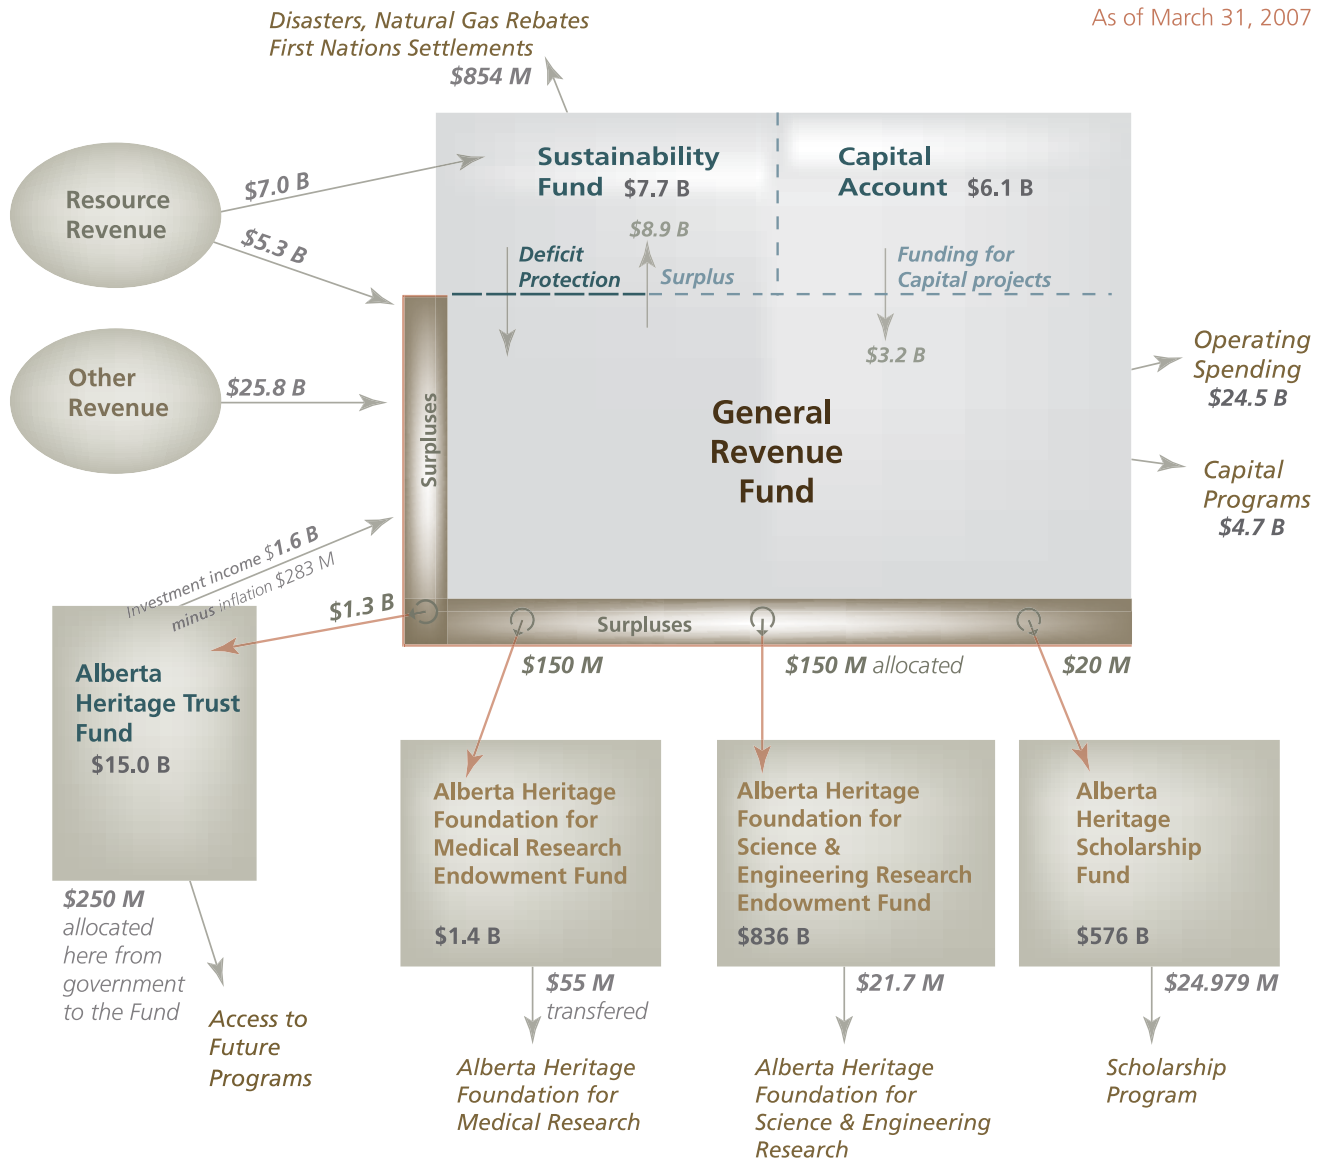 As of March 31, 2007
Disasters, Natural Gas Rebates
First Nations Settlements
$854 M
Resource
Revenue
$7.0 B
$5.3 B
Sustainability
Fund $7.7 B
Capital
Account $6.1 B
$8.9 B
Deficit
Protection
Surplus
Funding for
Capital projects
$3.2 B
Other
Revenue
$25.8 B
Surpluses
General
Revenue
Fund
Operating
Spending
$24.5 B
Capital
Programs
$4.7 B
Investment income $1.6 B
minus inflation $283 M
$1.3 B
Surpluses
$150 M
$150 M allocated
$20 M
Alberta
Heritage Trust
Fund
$15.0 B
$250 M
allocated
here from
government
to the Fund
Access to
Future
Programs
Alberta Heritage
Foundation for
Medical Research
Endowment Fund
$1.4 B
$55 M
transfered
Alberta Heritage
Foundation for
Medical Research
Alberta Heritage
Foundation for
Science &
Engineering Research
Endowment Fund
$836 B
$21.7 M
Alberta Heritage
Foundation for
Science & Engineering
Research
Alberta
Heritage
Scholarship
Fund
$576 B
$24.979 M
Scholarship
Program